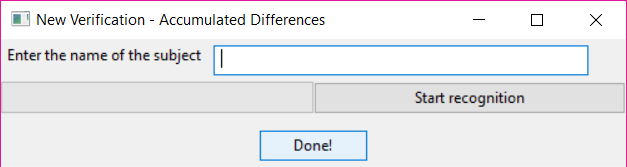 New Verification - Accumulated Differences
Enter the name of the subject
Start recognition
Done!